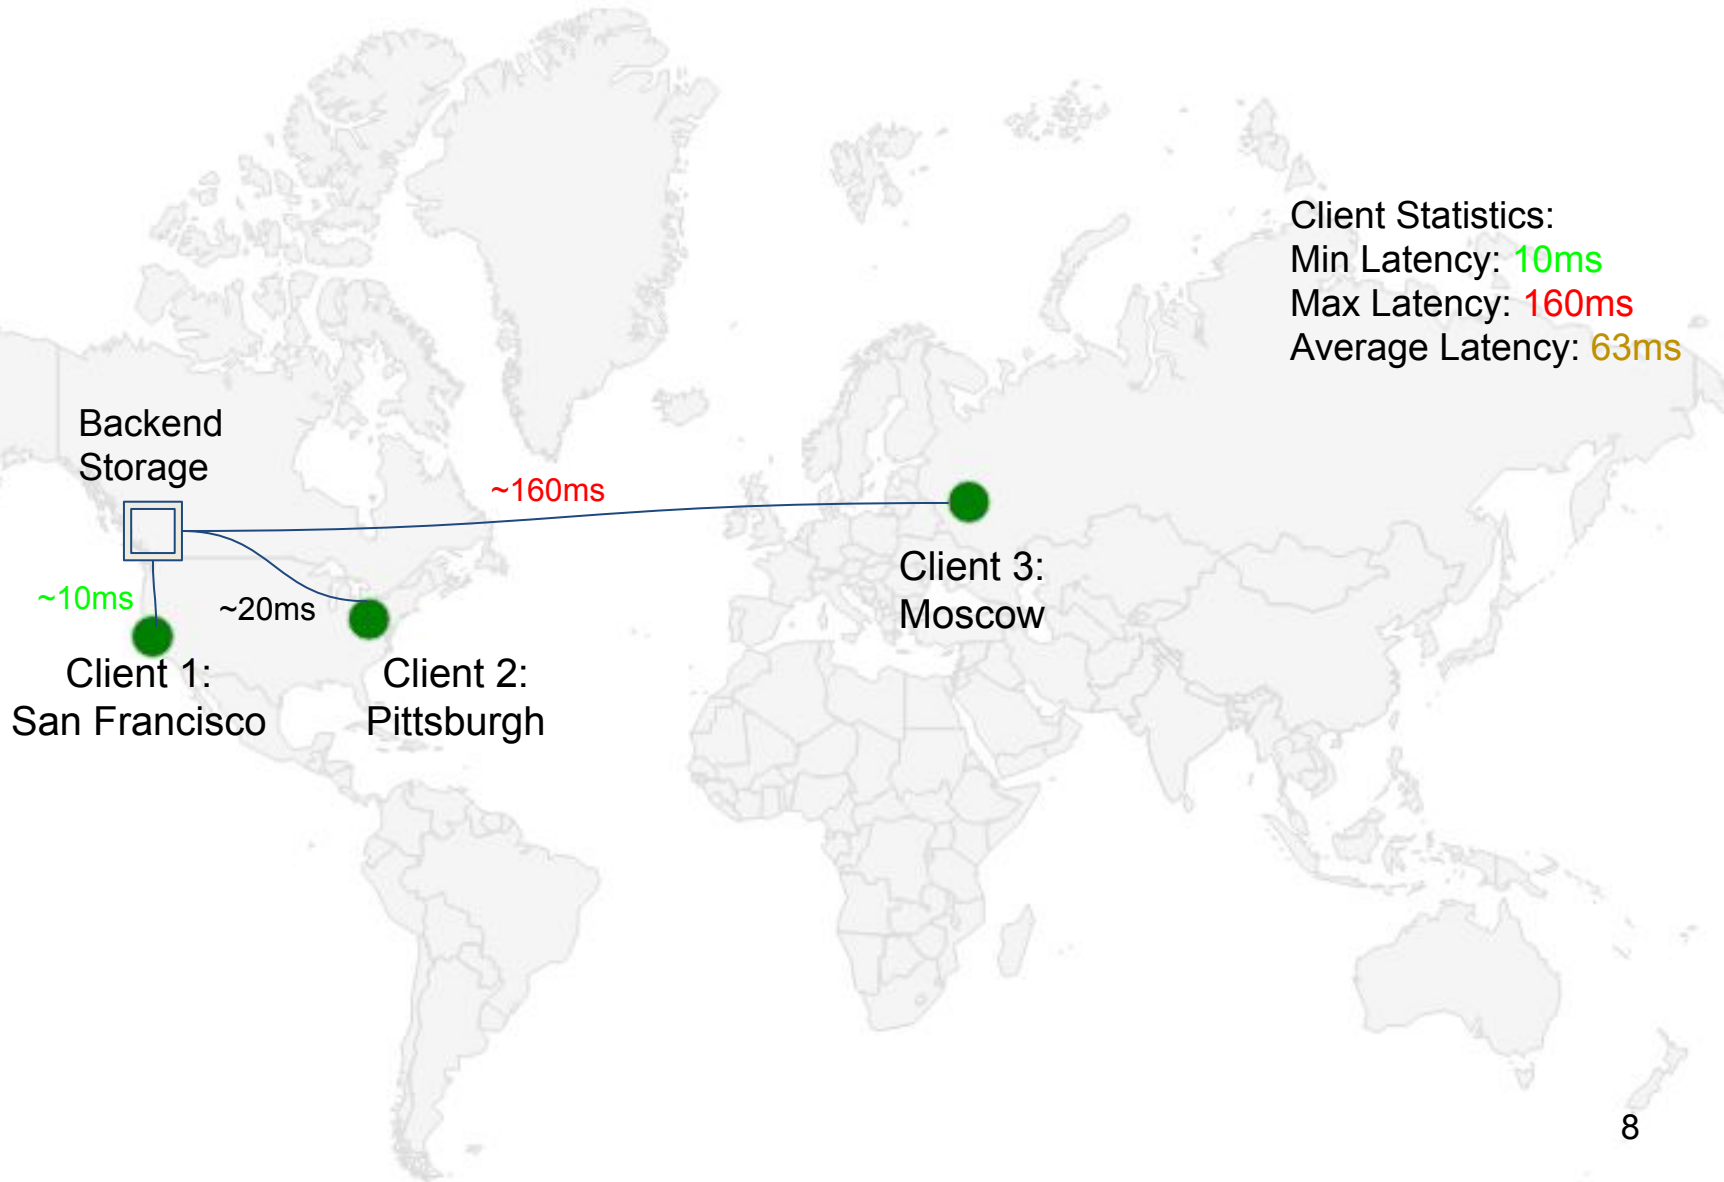 Client Statistics:
Min Latency: 10ms
Max Latency: 160ms
Average Latency: 63ms
Backend
Storage
~160ms
~10ms
~20ms
Client 3:
Moscow
Client 1:
San Francisco
Client 2:
Pittsburgh
8